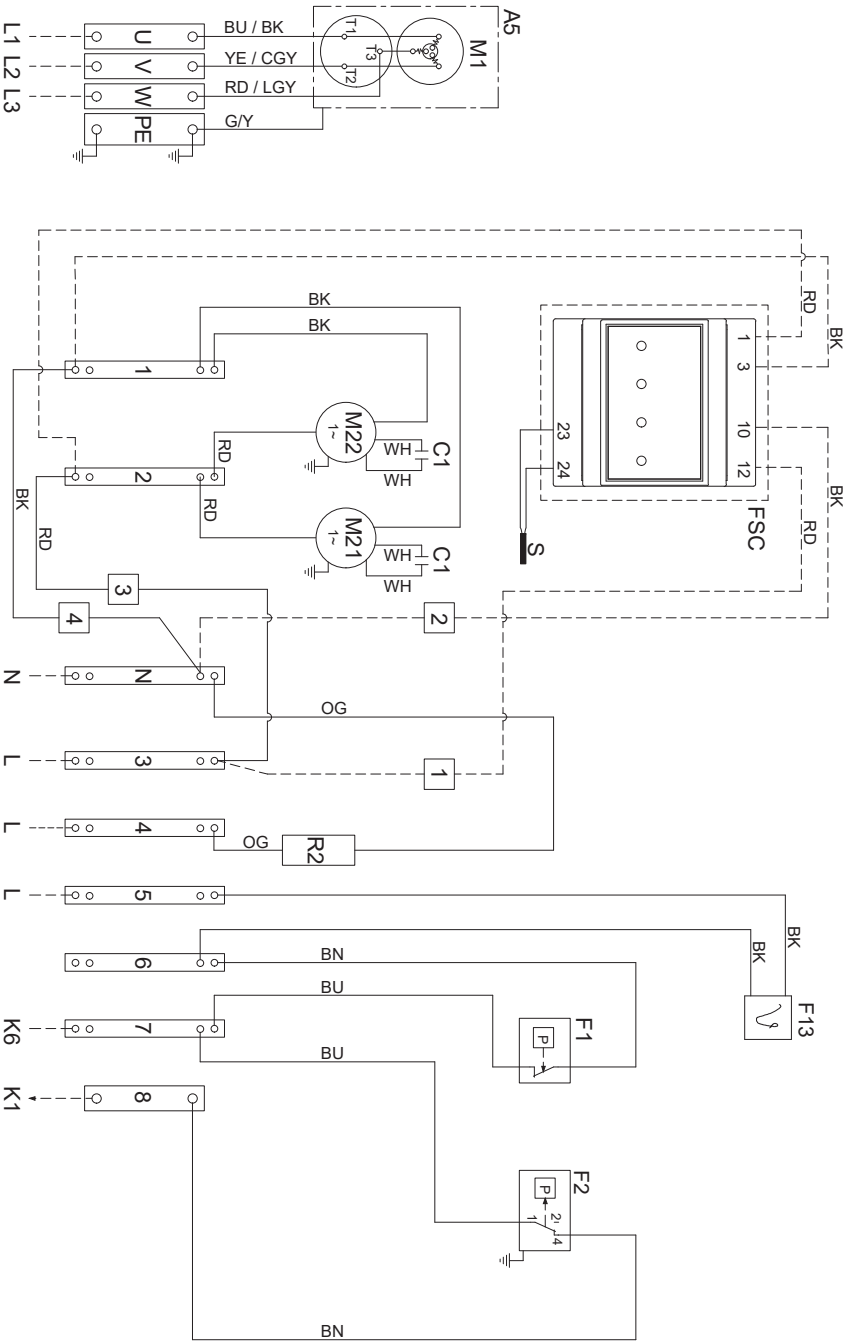 A5
M1
T1
T3
T2
L1
U
BU / BK
L2
V
YE / CGY
L3
W
RD / LGY
PE
G/Y
RD
BK
1
3
10
12
23
24
FSC
S
BK
RD
BK
BK
1
M22
1~
C1
WH
WH
RD
2
M21
1~
C1
WH
WH
RD
BK
RD
3
4
2
N
N
OG
L
3
1
L
4
OG
R2
L
5
BK
BK
F13
6
BN
K6
7
BU
BU
F1
P
K1
8
F2
P
1
2
4
BN